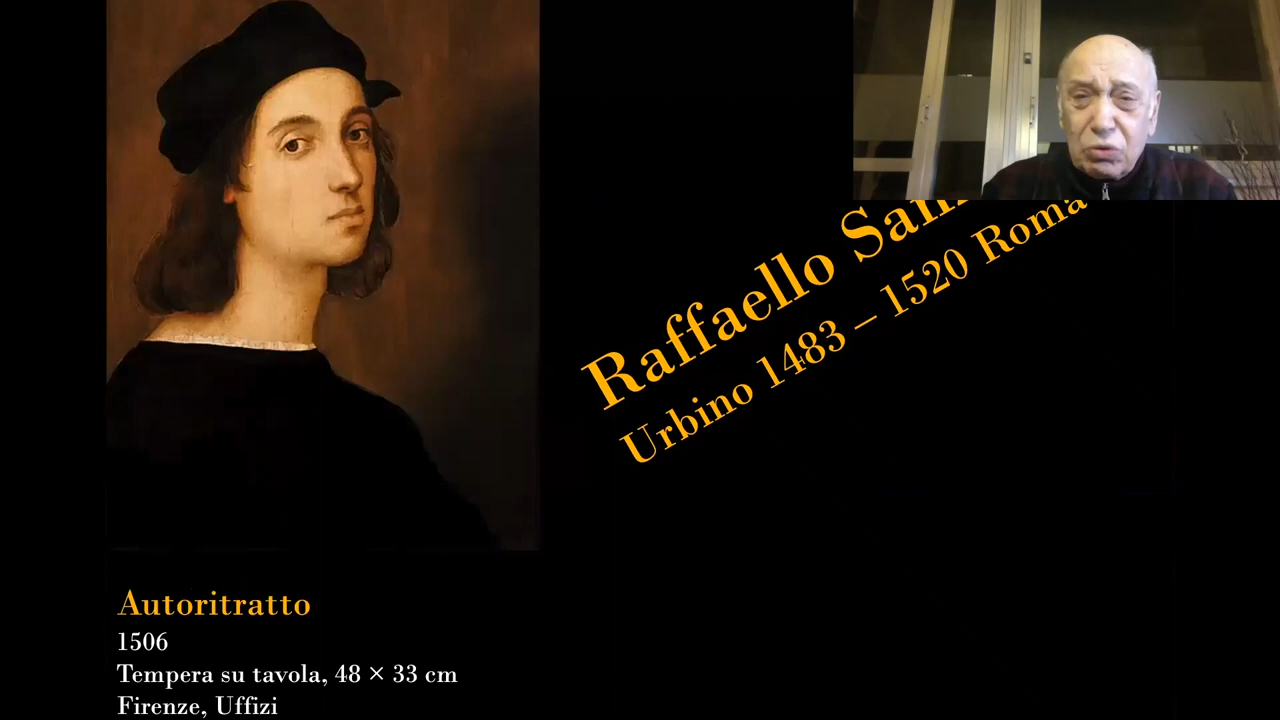 Raffaello
Urbino 1483 – 1520 Roma
Autoritratto
1506
Tempera su tavola, 48 × 33 cm
Firenze, Uffizi